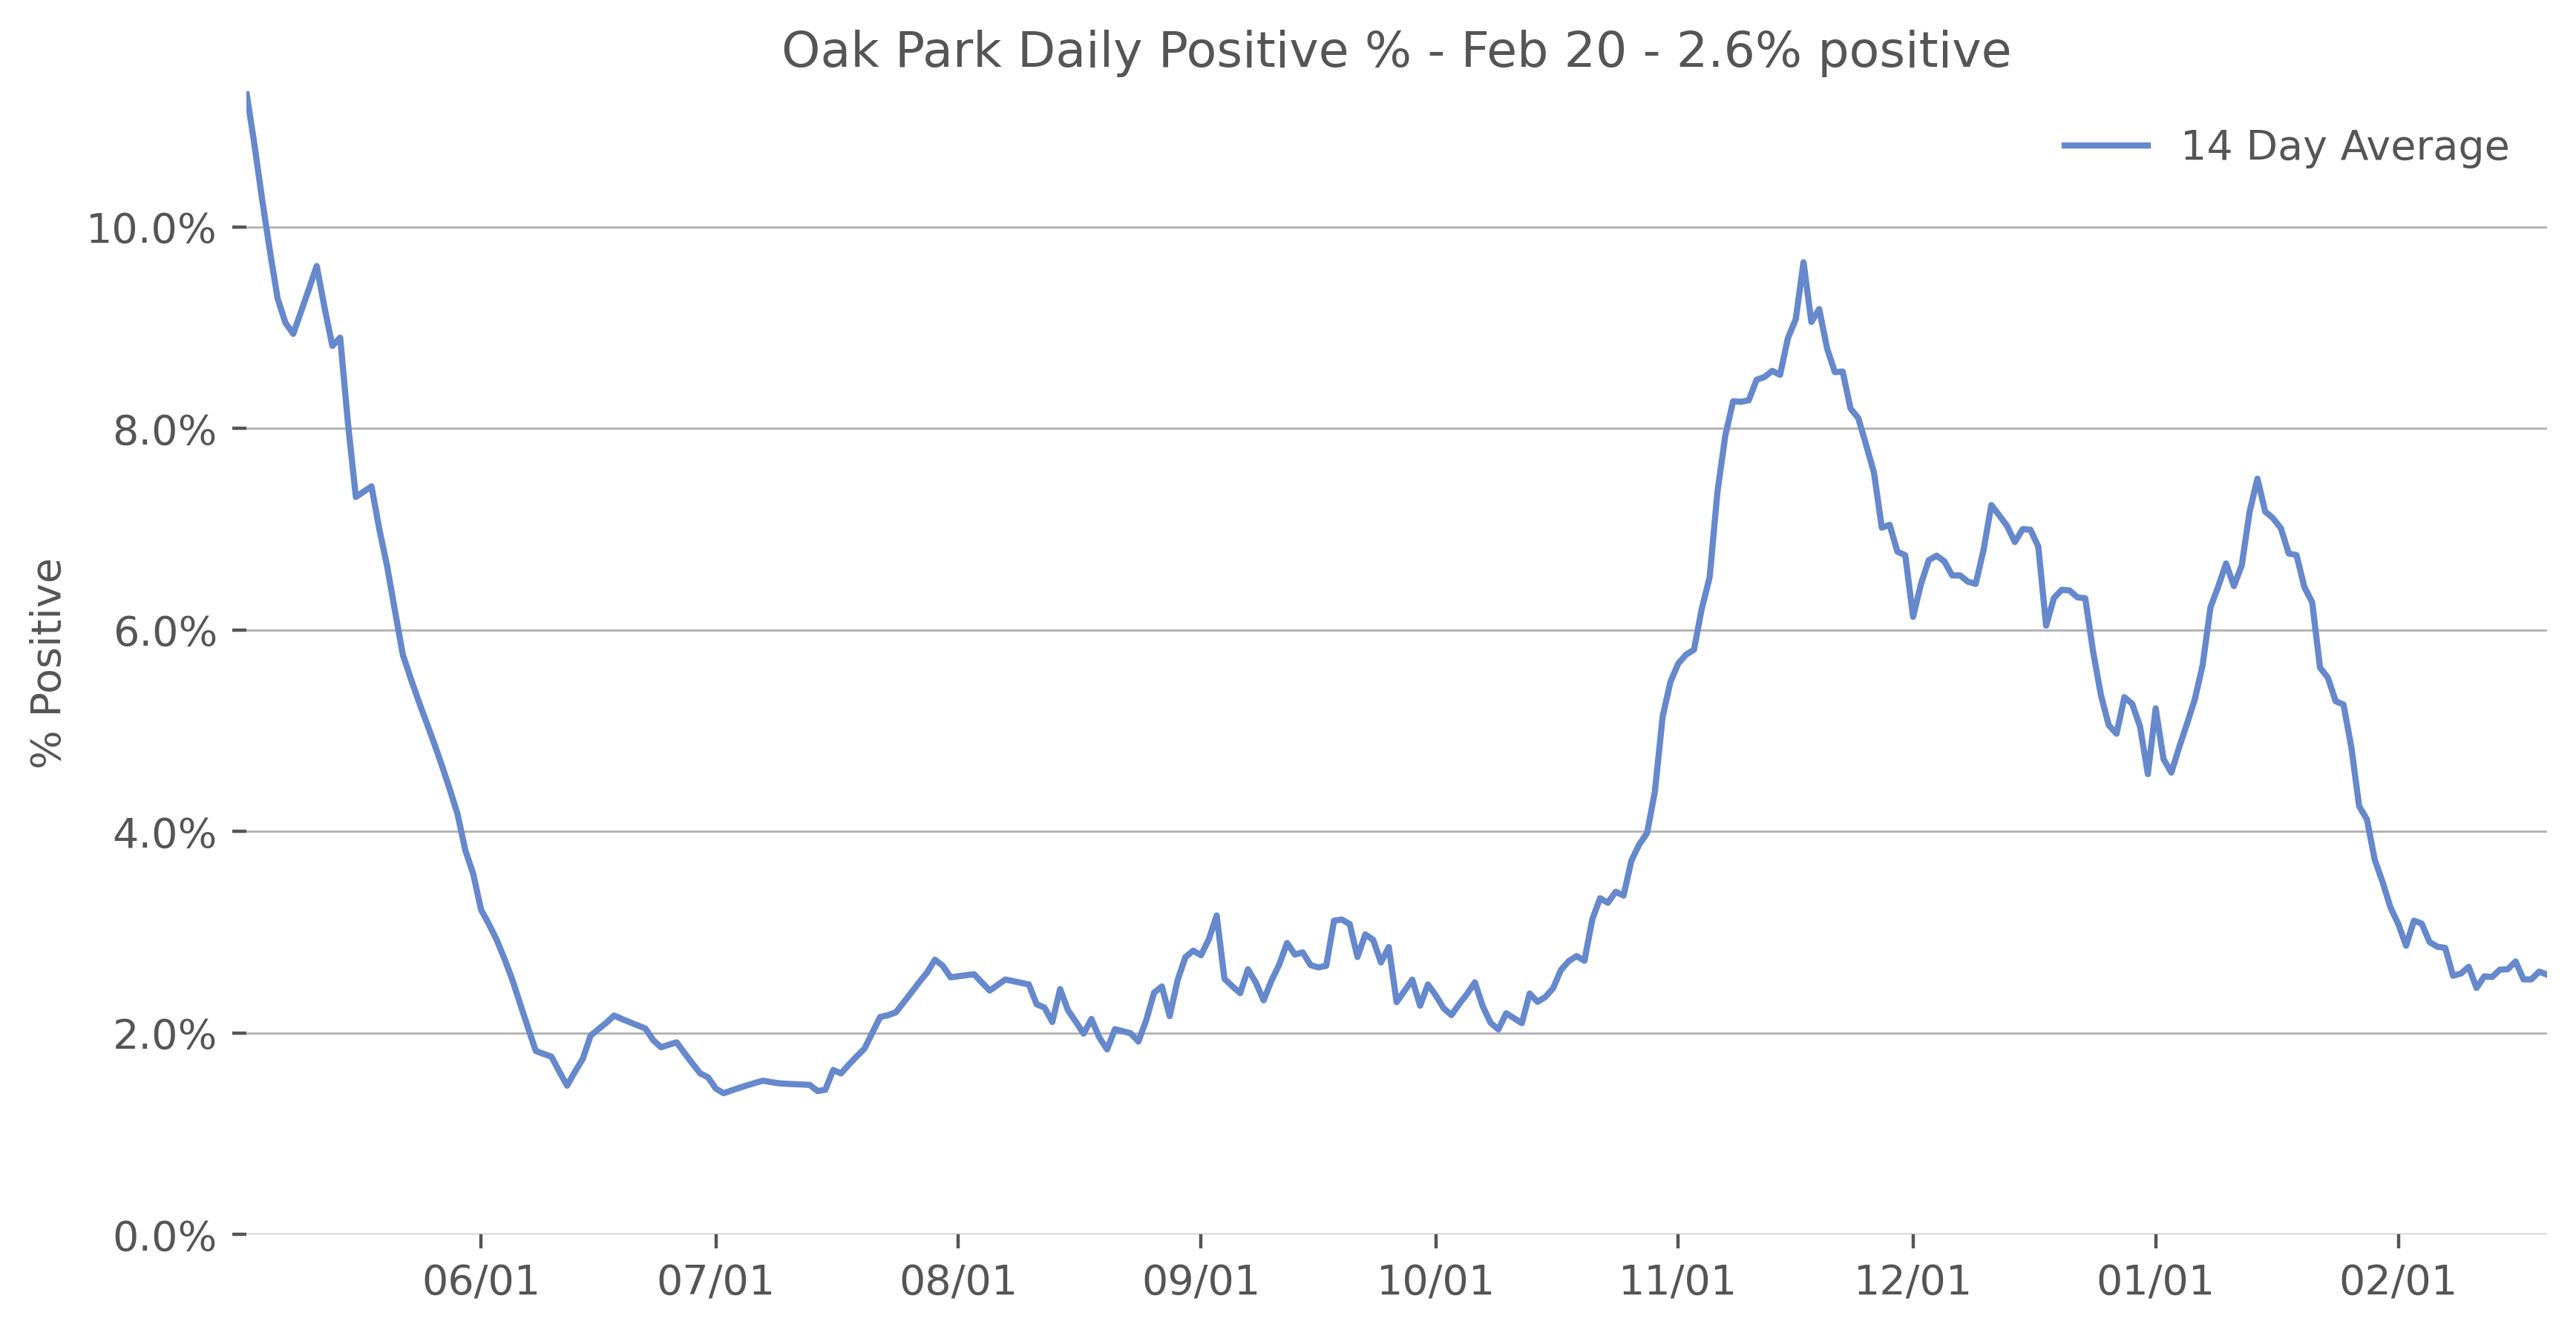 Oak Park Daily Positive % - Feb 20 - 2.6% positive
14 Day Average
% Positive
10.0%
8.0%
6.0%
4.0%
2.0%
0.0%
06/01 07/01 08/01 09/01 10/01 11/01 12/01 01/01 02/01